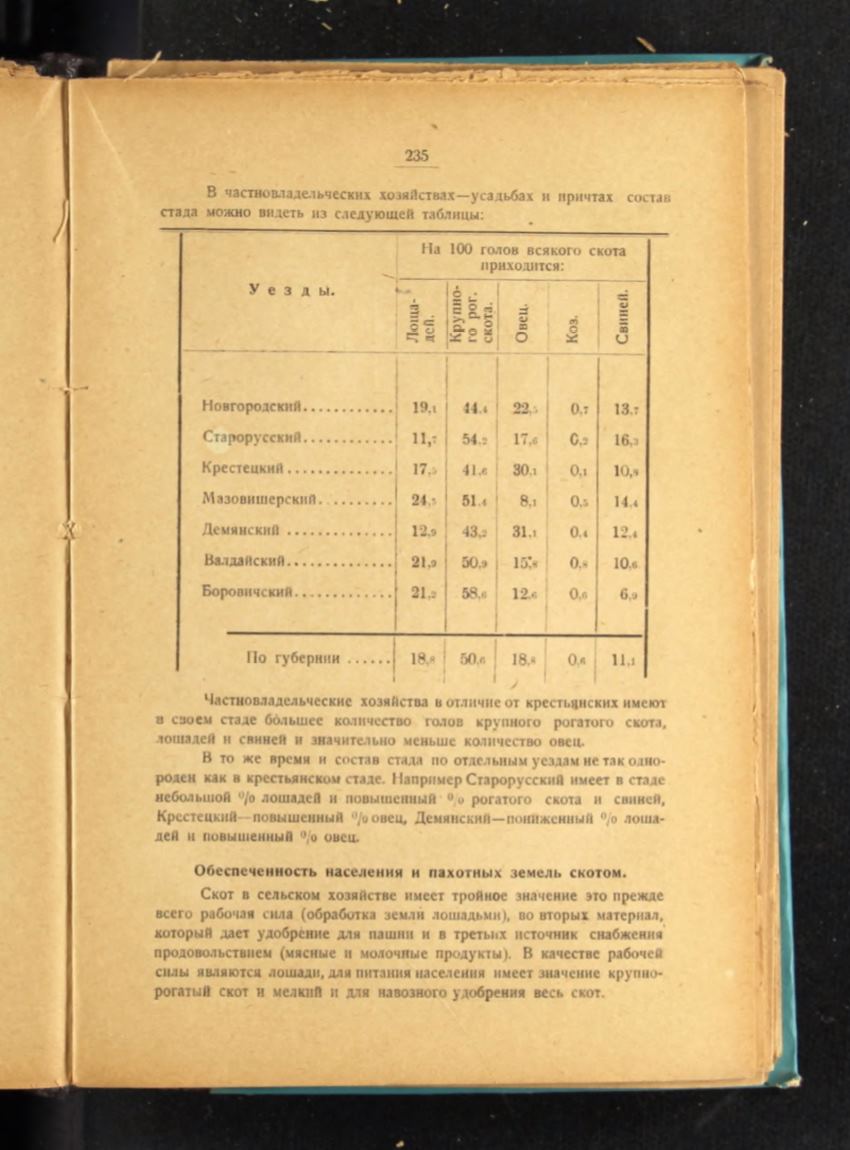 235
В частновладельческих хозяйствах—усадьбах и причтах состав
стада можно видеть из следующей таблицы:
На 100 голов всякого скота
приходится:
Уезды.
Лоша-
дей.
Крупно-
го рог.
скота.
Овец.
Коз.
Свиней.
Новгородский............ 19,1 44,4 22,5 0,7 13,7
Старорусский............ 11,7 54,2 17,6 0,2 16,3
Крестецкий.............. 17,5 41,6 30,1 0,1 10,8
Мазовишерский.......... 24,5 51,4 8,1 0,5 14,4
Демянский .............. 12,9 43,2 31,1 0,4 12,4
Валдайский.............. 21,9 50,9 15,8 0,8 10,6
Боровичский............. 21,2 58,6 12,6 0,6 6,9
По губернии ...... 18,8 50,6 18,8 0,6 11,1
Частновладельческие хозяйства в отличие от крестьянских имеют
в своем стаде бо́льшее количество голов крупного рогатого скота,
лошадей и свиней и значительно меньше количество овец.
В то же время и состав стада по отдельным уездам не так одно-
роден как в крестьянском стаде. Например Старорусский имеет в стаде
небольшой % лошадей и повышенный % рогатого скота и свиней,
Крестецкий—повышенный % овец, Демянский—пониженный % лоша-
дей и повышенный % овец.
Обеспеченность населения и пахотных земель скотом.
Скот в сельском хозяйстве имеет тройное значение это прежде
всего рабочая сила (обработка земли лошадьми), во вторых материал,
который дает удобрение для пашни и в третьих источник снабжения
продовольствием (мясные и молочные продукты). В качестве рабочей
силы являются лошади, для питания населения имеет значение крупно-
рогатый скот и мелкий и для навозного удобрения весь скот.